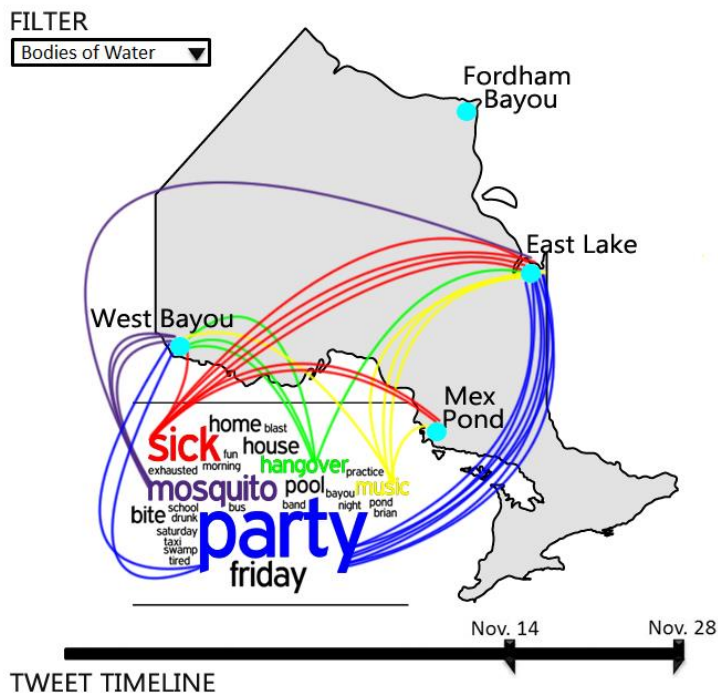 FILTER
Bodies of Water
Fordham
Bayou
East Lake
West Bayou
Mex
Pond
home blast
sick house
fun
hangover
exhausted morning practice
mosquito pool bayou music
bite school bus band night pond
drunk party brian
saturday
taxi
swamp
tired
friday
Nov. 14 Nov. 28
TWEET TIMELINE